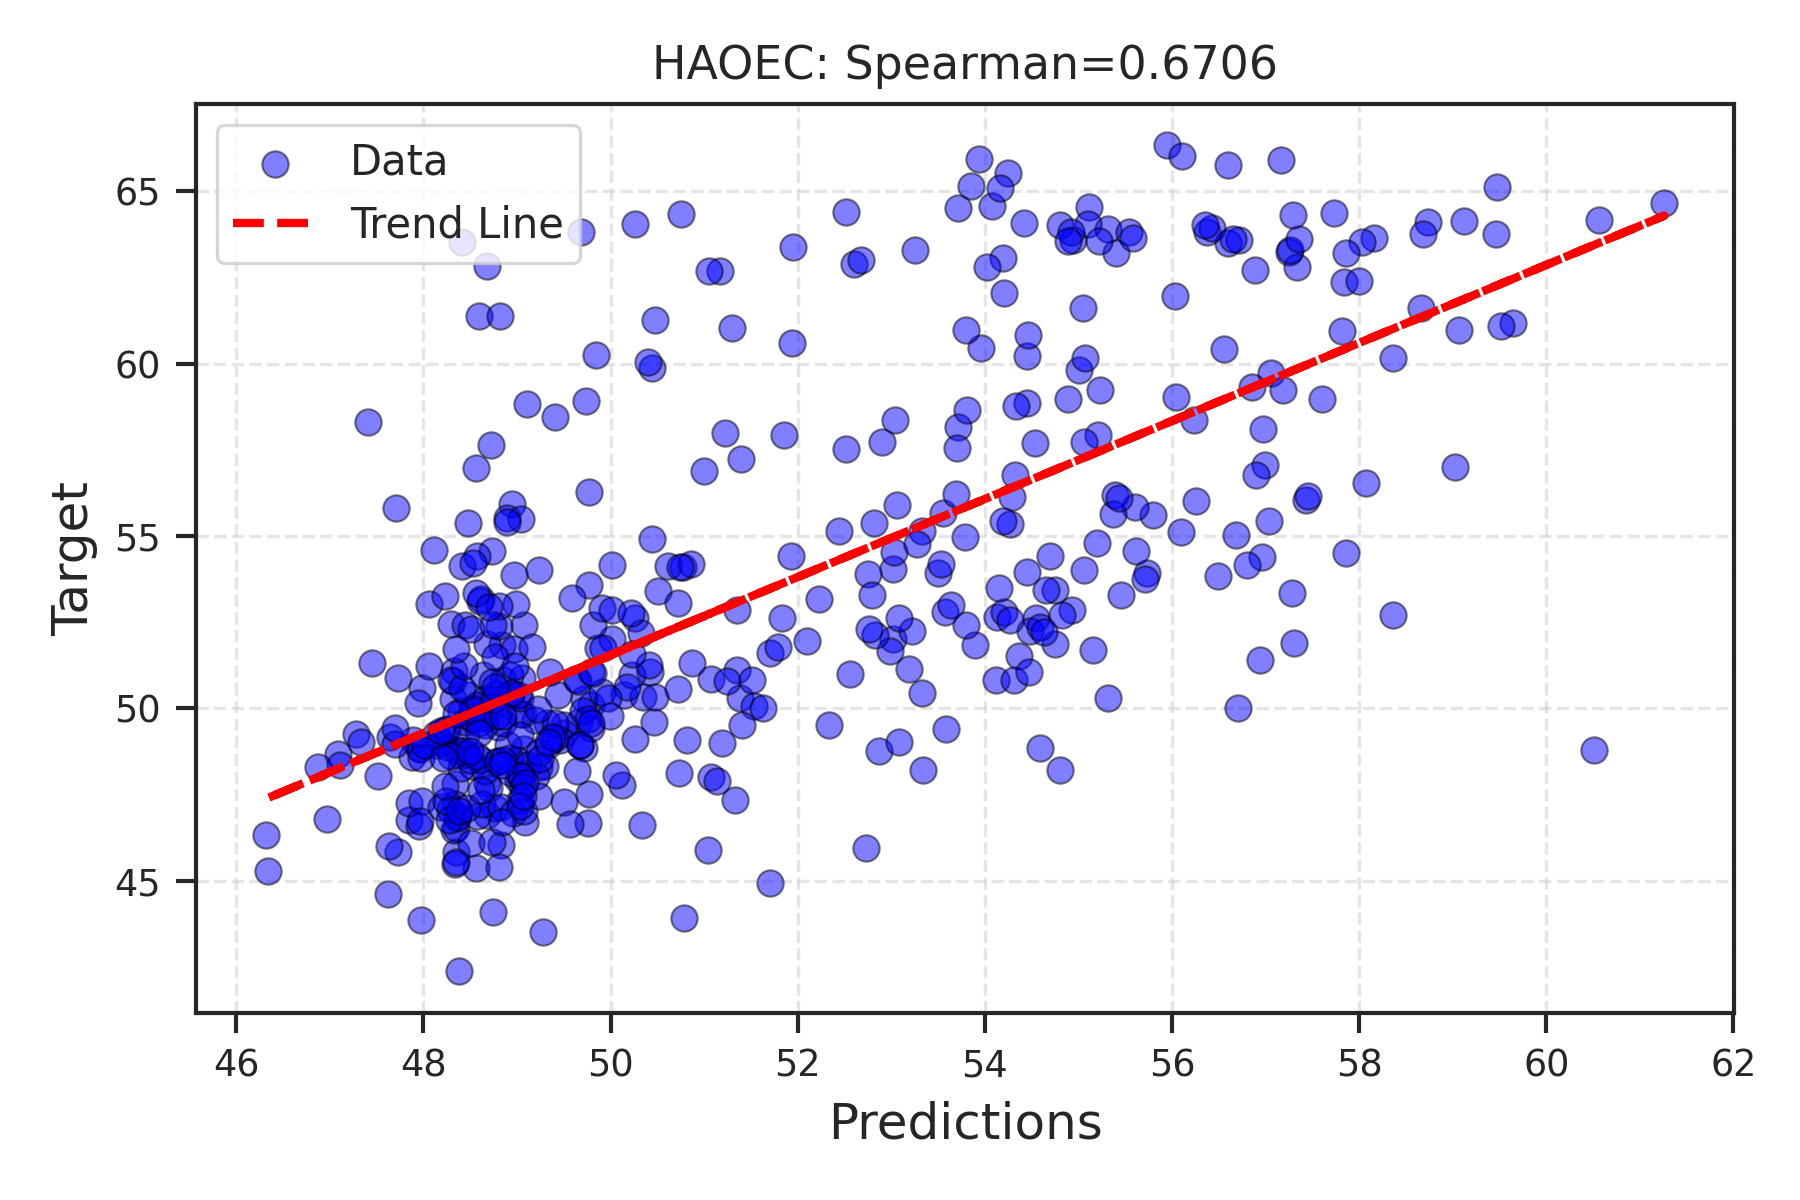 HAOEC: Spearman=0.6706
Data
Trend Line
65
60
55
50
45
Target
46 48 50 52 54 56 58 60 62
Predictions